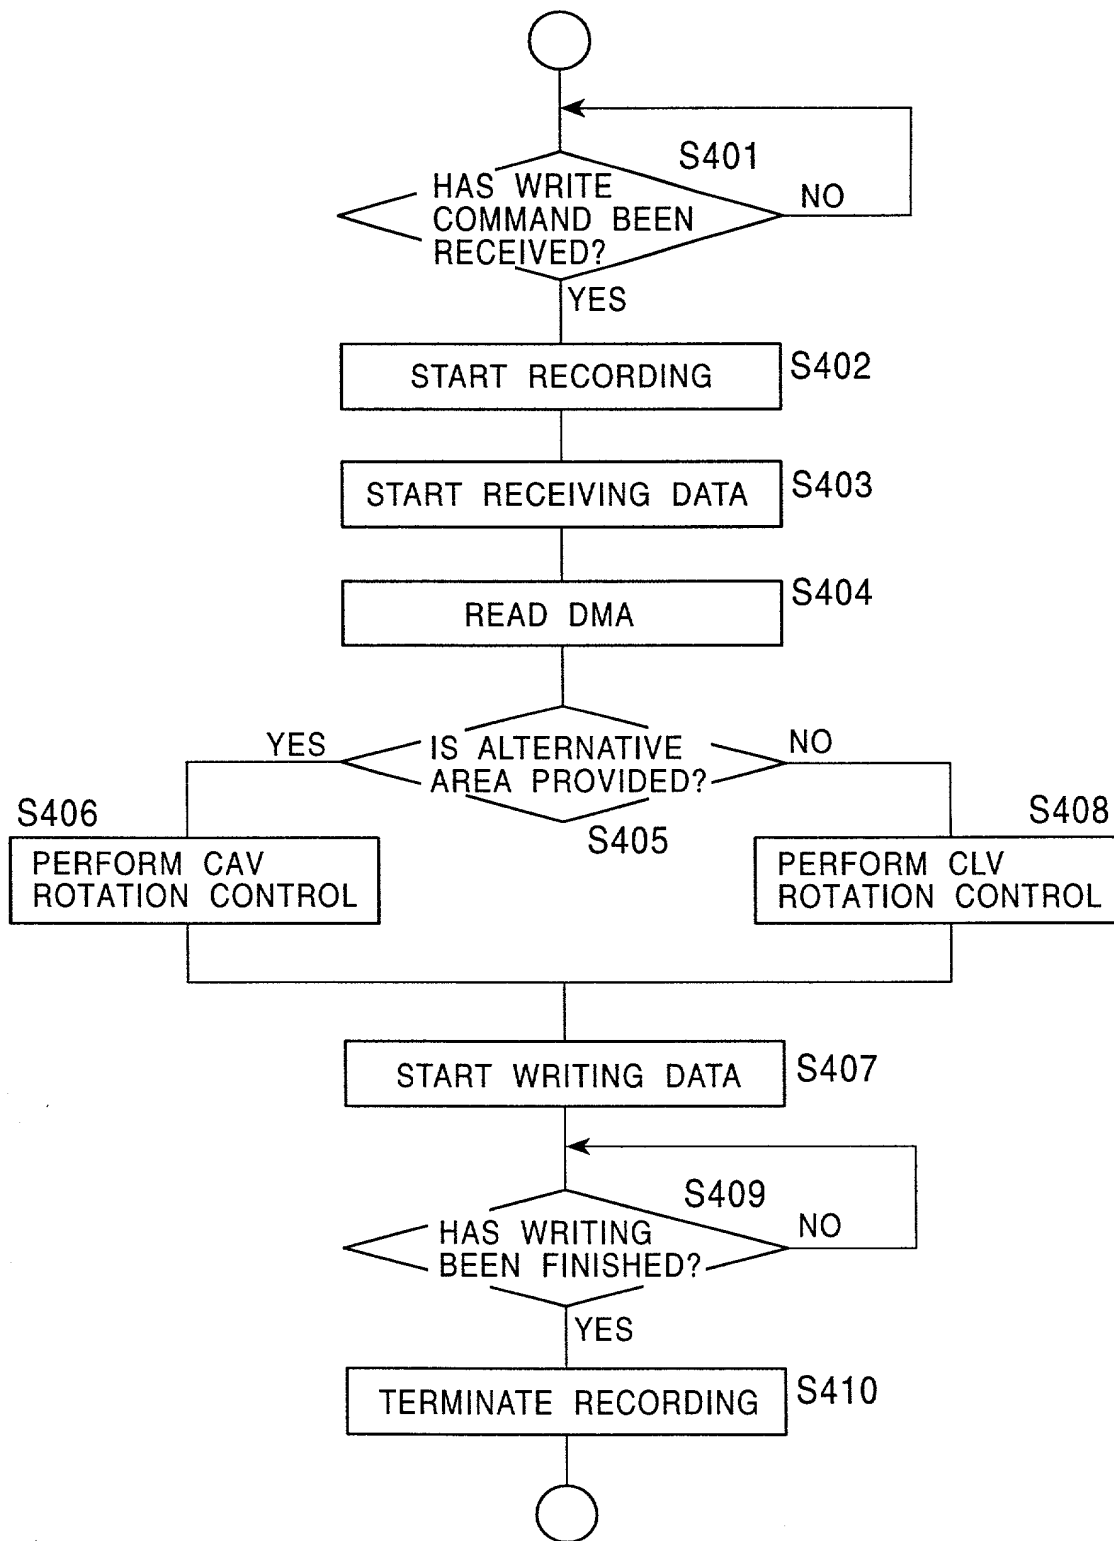 S401
HAS WRITE
COMMAND BEEN
RECEIVED?
NO
YES
START RECORDING
S402
START RECEIVING DATA
S403
READ DMA
S404
YES
IS ALTERNATIVE
AREA PROVIDED?
NO
S405
S406
PERFORM CAV
ROTATION CONTROL
S408
PERFORM CLV
ROTATION CONTROL
START WRITING DATA
S407
S409
HAS WRITING
BEEN FINISHED?
NO
YES
TERMINATE RECORDING
S410